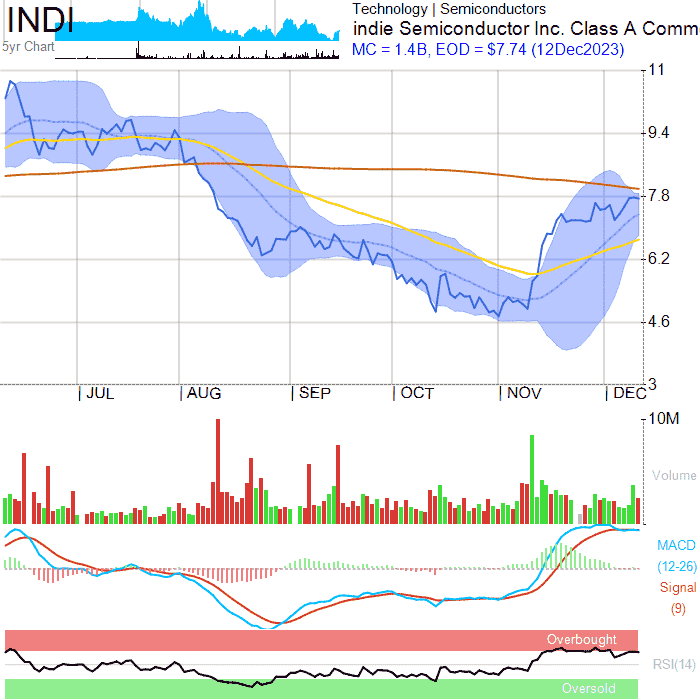 INDI
Technology | Semiconductors
indie Semiconductor Inc. Class A Comm
5yr Chart
MC = 1.4B, EOD = $7.74 (12Dec2023)
11
9.4
7.8
6.2
4.6
3
JUL
AUG
SEP
OCT
NOV
DEC
10M
Volume
MACD
(12-26)
Signal
(9)
Overbought
RSI(14)
Oversold